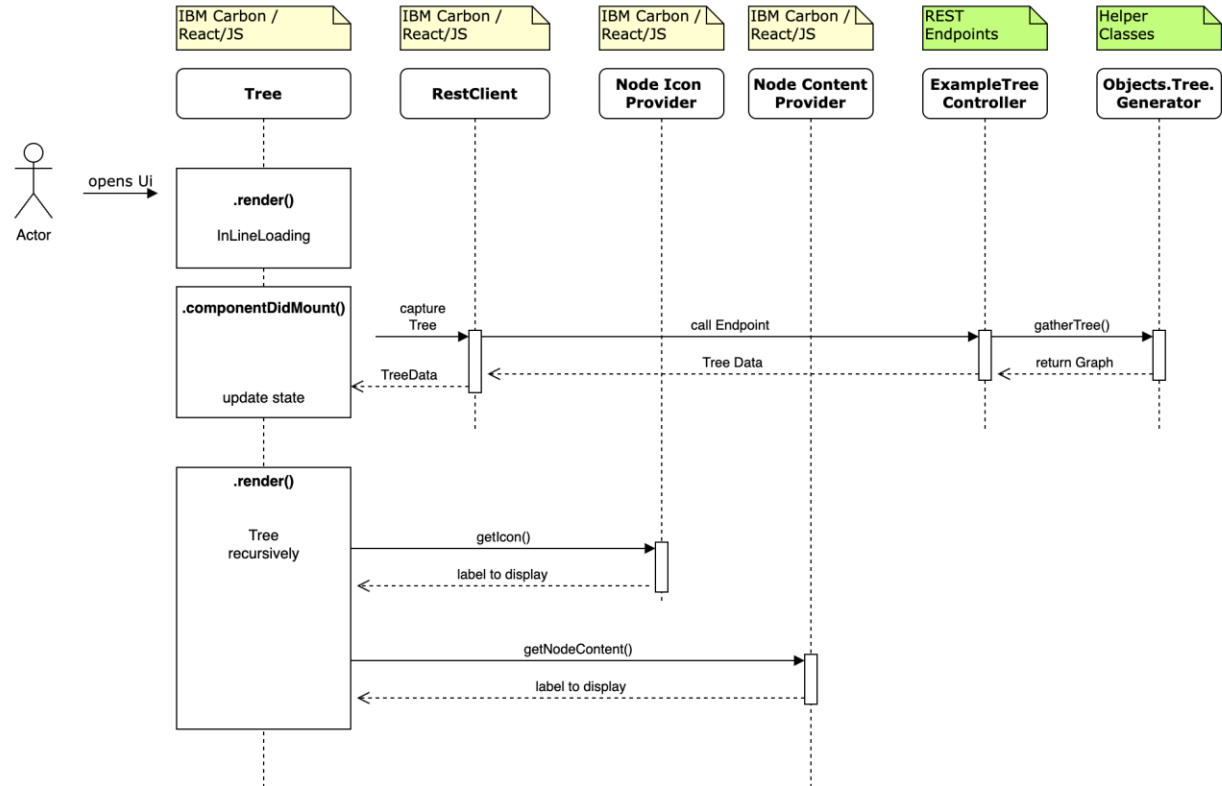 IBM Carbon /
React/JS
IBM Carbon /
React/JS
IBM Carbon /
React/JS
IBM Carbon /
React/JS
REST
Endpoints
Helper
Classes
Tree
RestClient
Node Icon
Provider
Node Content
Provider
ExampleTree
Controller
Objects.Tree.
Generator
opens Ui
Actor
.render()
InLineLoading
.componentDidMount()
update state
capture
Tree
call Endpoint
gatherTree()
TreeData
Tree Data
return Graph
.render()
Tree
recursively
getIcon()
label to display
getNodeContent()
label to display